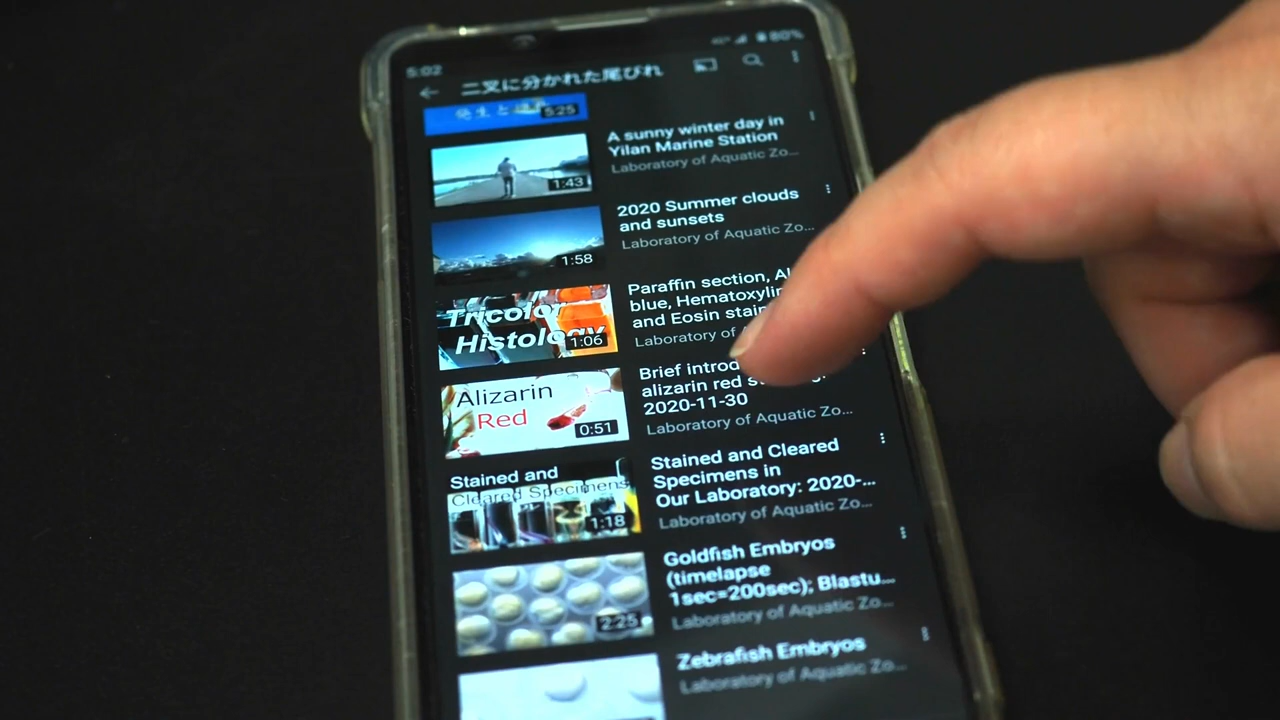 5:02
80%
二叉に分かれた尾びれ
発生と
5:25
A sunny winter day in
Yilan Marine Station
Laboratory of Aquatic Zo...
1:43
2020 Summer clouds
and sunsets
Laboratory of Aquatic Zo...
1:58
Paraffin section, Al
blue, Hematoxylin
and Eosin stain
Laboratory of
Tricolor
Histology
1:06
Brief introd
alizarin red
2020-11-30
Laboratory of Aquatic Zo...
Alizarin
Red
0:51
Stained and Cleared
Specimens in
Our Laboratory: 2020-...
Laboratory of Aquatic Zo...
Stained and
Cleared Specimens
1:18
Goldfish Embryos
(timelapse
1sec=200sec); Blastu...
Laboratory of Aquatic Zo...
2:25
Zebrafish Embryos
Laboratory of Aquatic Zo...